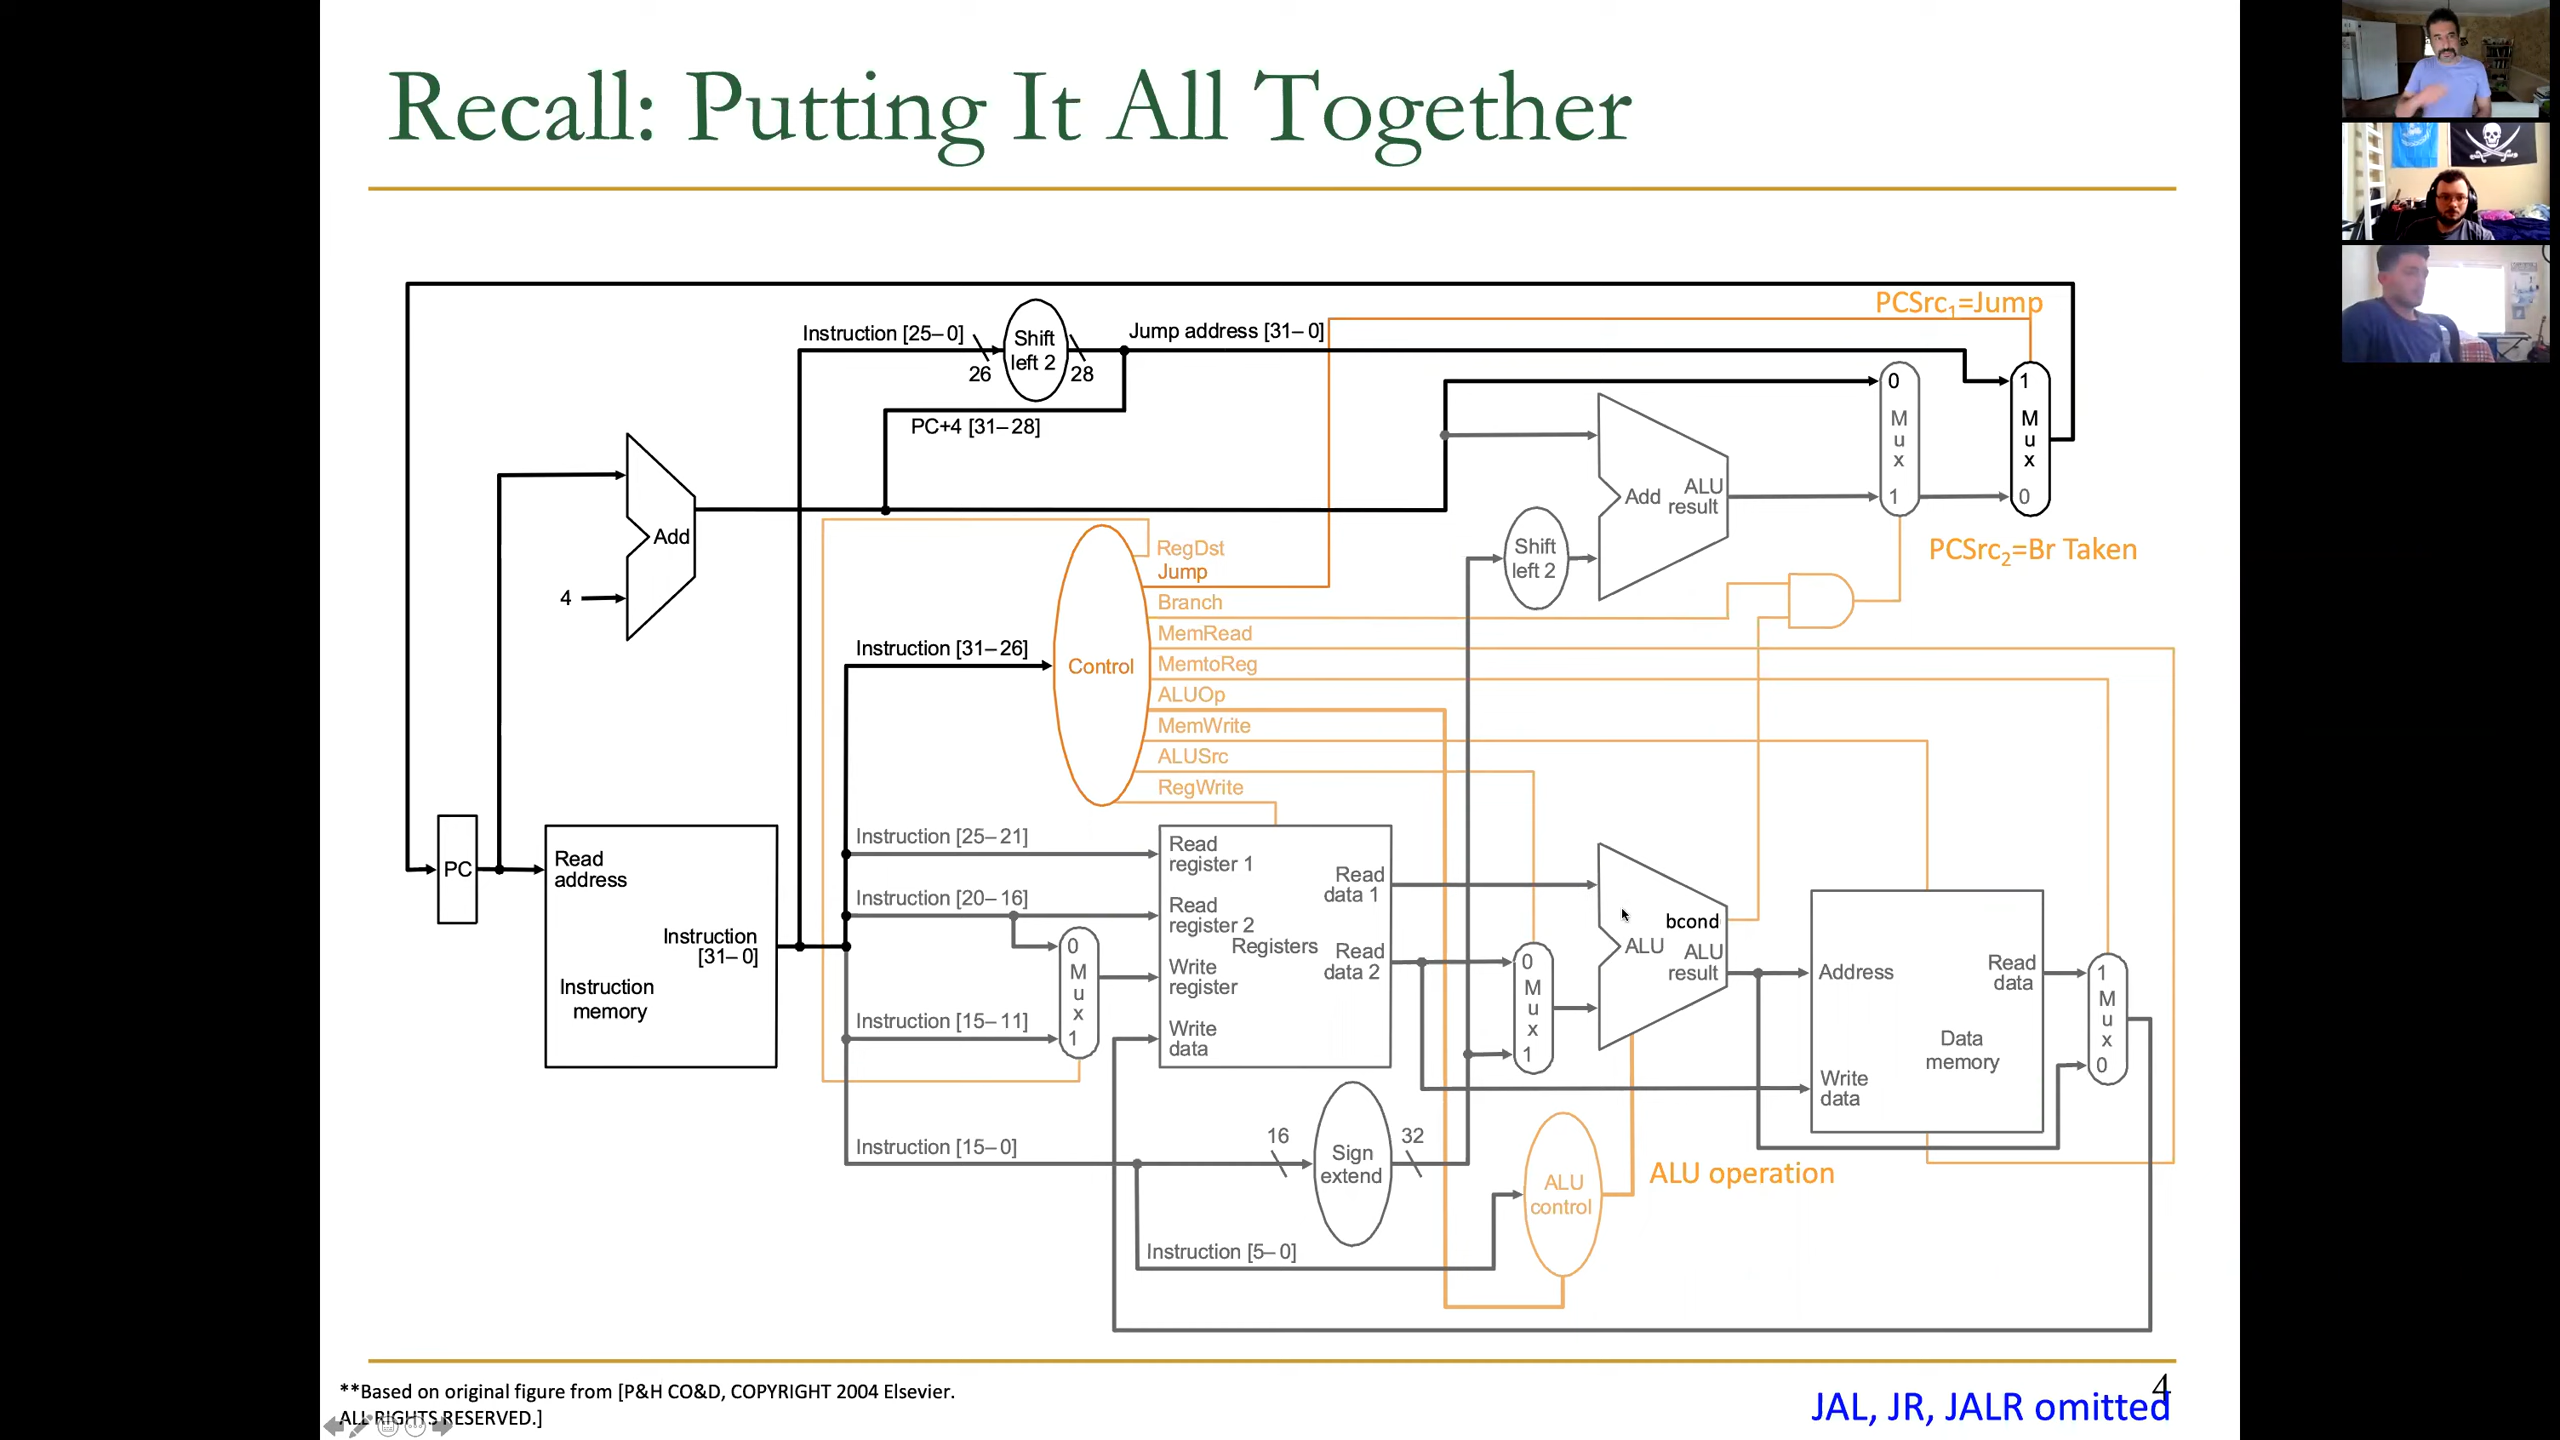 Recall: Putting It All Together
PCSrc1=Jump
Instruction [25–0]
26
Shift
left 2
28
Jump address [31–0]
PC+4 [31–28]
0
M
u
x
1
1
M
u
x
0
Add
4
Add
ALU
result
Shift
left 2
PCSrc2=Br Taken
RegDst
Jump
Branch
MemRead
MemtoReg
ALUOp
MemWrite
ALUSrc
RegWrite
Instruction [31–26]
Control
PC
Read
address
Instruction
[31–0]
Instruction
memory
Instruction [25–21]
Instruction [20–16]
Instruction [15–11]
0
M
u
x
1
Read
register 1
Read
register 2
Write
register
Write
data
Registers
Read
data 1
Read
data 2
0
M
u
x
1
bcond
ALU
ALU
result
Address
Write
data
Read
data
Data
memory
1
M
u
x
0
Instruction [15–0]
16
Sign
extend
32
Instruction [5–0]
ALU
control
ALU operation
**Based on original figure from [P&H CO&D, COPYRIGHT 2004 Elsevier.
ALL RIGHTS RESERVED.]
4
JAL, JR, JALR omitted